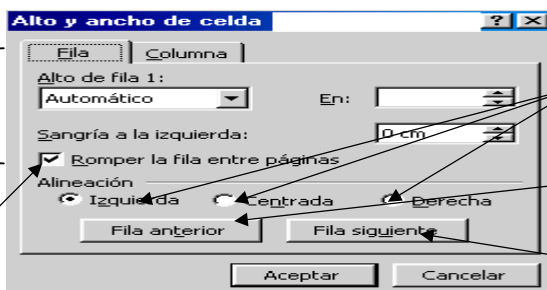 Alto y ancho de celda
Fila Columna
Alto de fila 1:
Automático En:
Sangría a la izquierda: 0 cm
Romper la fila entre páginas
Alineación
Izquierda Centrada Derecha
Fila anterior Fila siguiente
Aceptar Cancelar